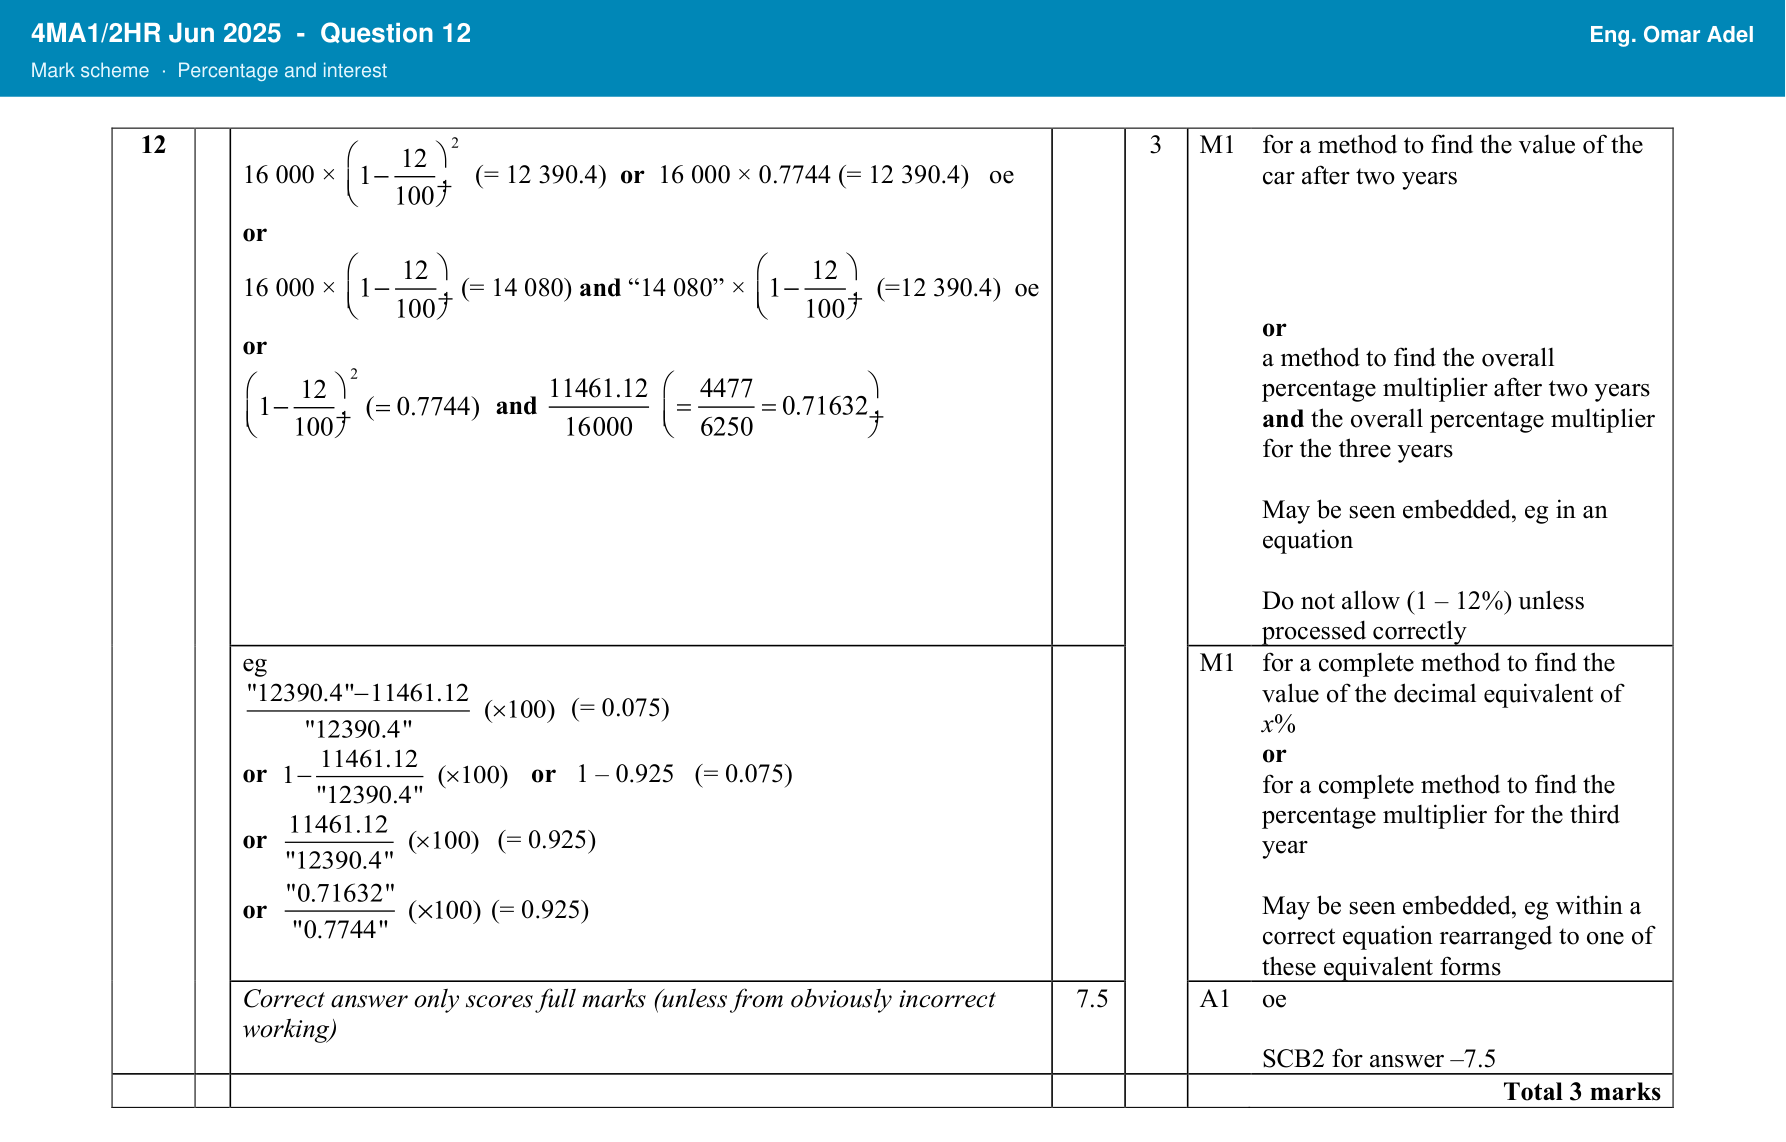 4MA1/2HR Jun 2025 - Question 12
Eng. Omar Adel
Mark scheme · Percentage and interest
12
16 000 × (1 − 12/100)² (= 12 390.4) or 16 000 × 0.7744 (= 12 390.4) oe
or
16 000 × (1 − 12/100) (= 14 080) and “14 080” × (1 − 12/100) (=12 390.4) oe
or
(1 − 12/100)² (= 0.7744) and 11461.12/16000 (= 4477/6250 = 0.71632)
3
M1 for a method to find the value of the
car after two years
or
a method to find the overall
percentage multiplier after two years
and the overall percentage multiplier
for the three years
May be seen embedded, eg in an
equation
Do not allow (1 – 12%) unless
processed correctly
eg
"12390.4"−11461.12/"12390.4" (×100) (= 0.075)
or 1− 11461.12/"12390.4" (×100) or 1 – 0.925 (= 0.075)
or 11461.12/"12390.4" (×100) (= 0.925)
or "0.71632"/"0.7744" (×100) (= 0.925)
M1 for a complete method to find the
value of the decimal equivalent of
x%
or
for a complete method to find the
percentage multiplier for the third
year
May be seen embedded, eg within a
correct equation rearranged to one of
these equivalent forms
Correct answer only scores full marks (unless from obviously incorrect
working)
7.5
A1 oe
SCB2 for answer –7.5
Total 3 marks